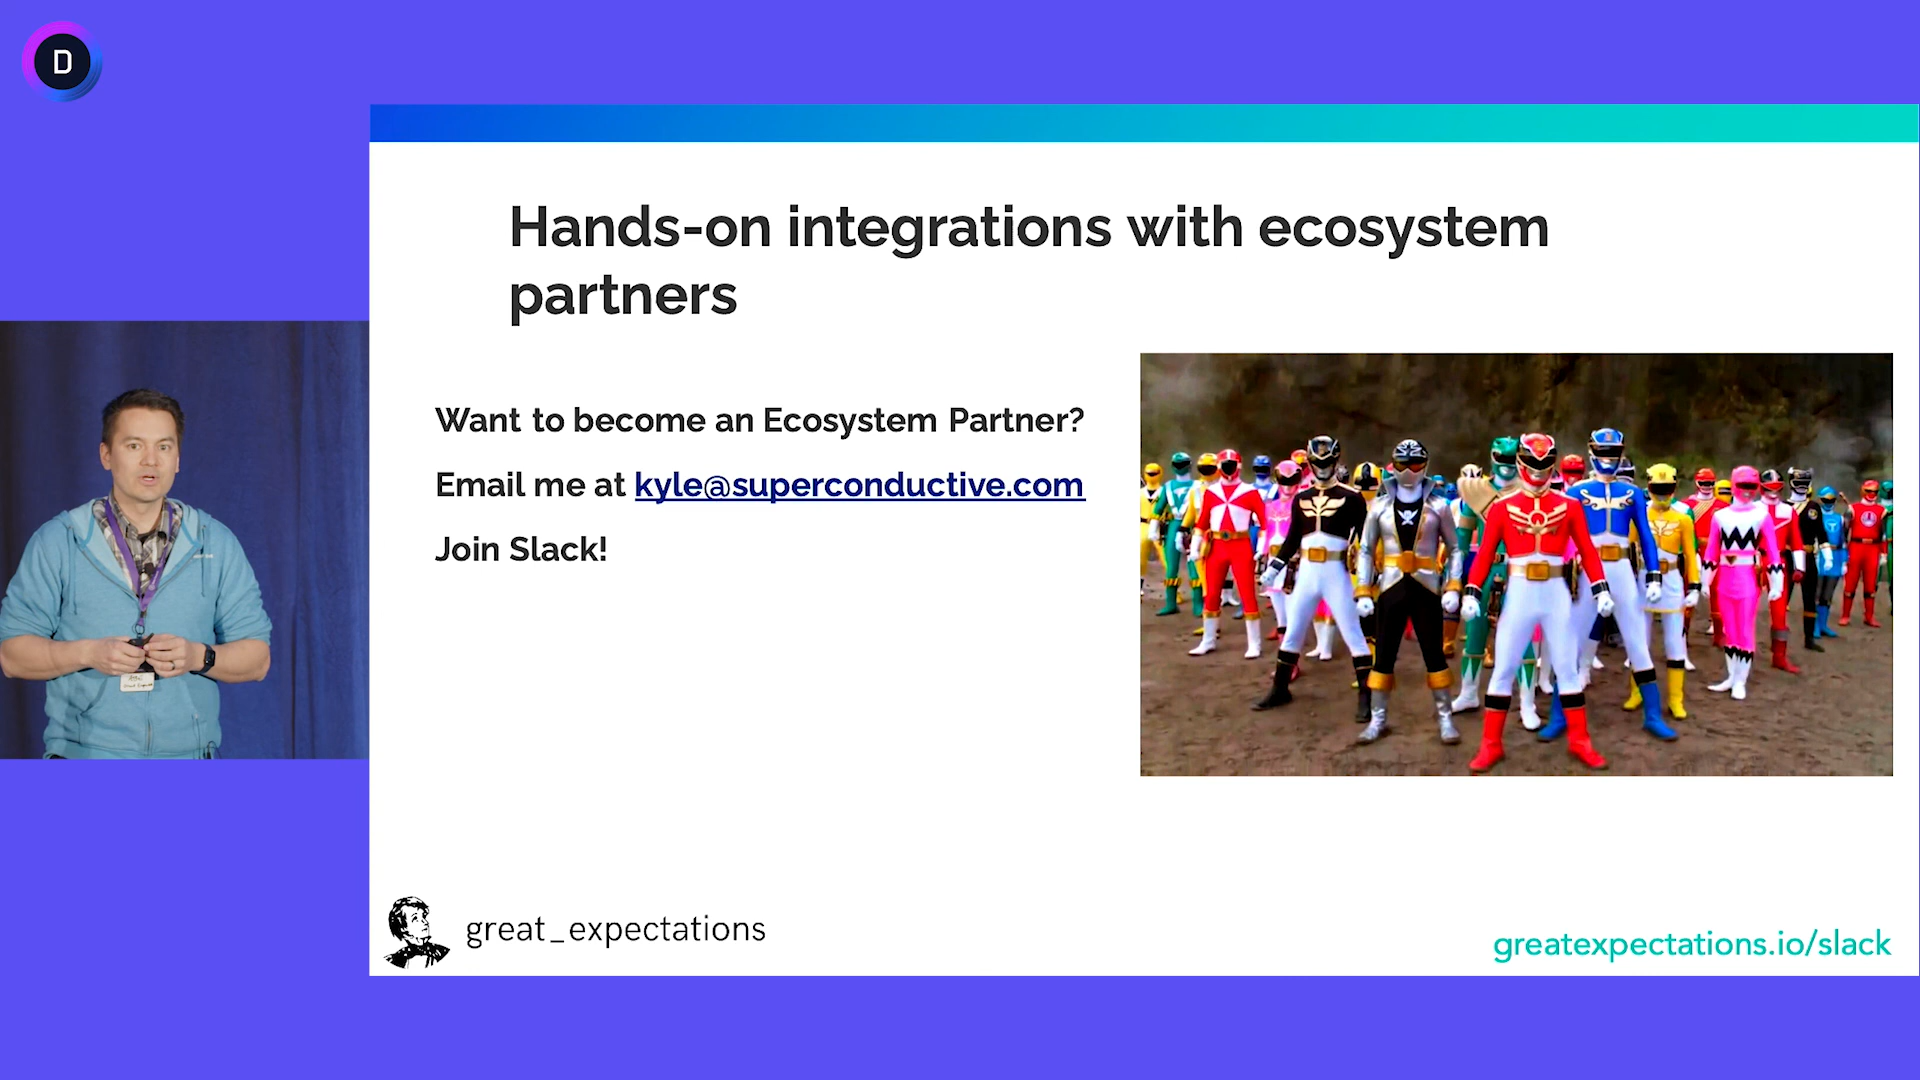 D
Hands-on integrations with ecosystem
partners
Want to become an Ecosystem Partner?
Email me at kyle@superconductive.com
Join Slack!
great_expectations
greatexpectations.io/slack